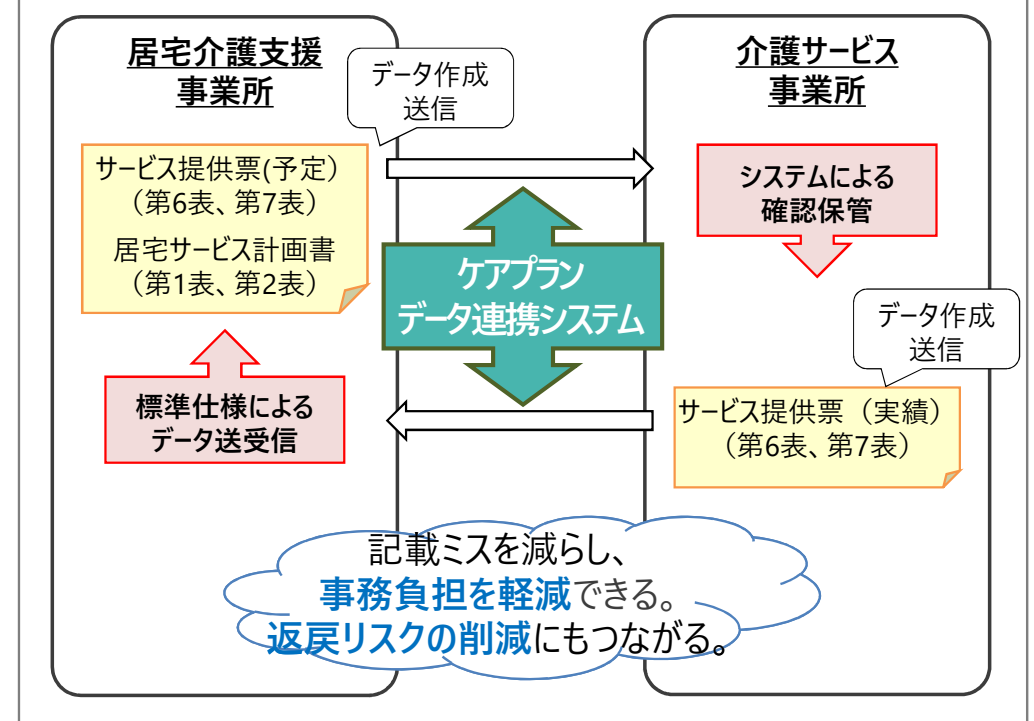 居宅介護支援
事業所
データ作成
送信
サービス提供票(予定)
（第6表、第7表）
居宅サービス計画書
（第1表、第2表）
標準仕様による
データ送受信
ケアプラン
データ連携システム
介護サービス
事業所
システムによる
確認保管
データ作成
送信
サービス提供票（実績）
（第6表、第7表）
記載ミスを減らし、
事務負担を軽減できる。
返戻リスクの削減にもつながる。